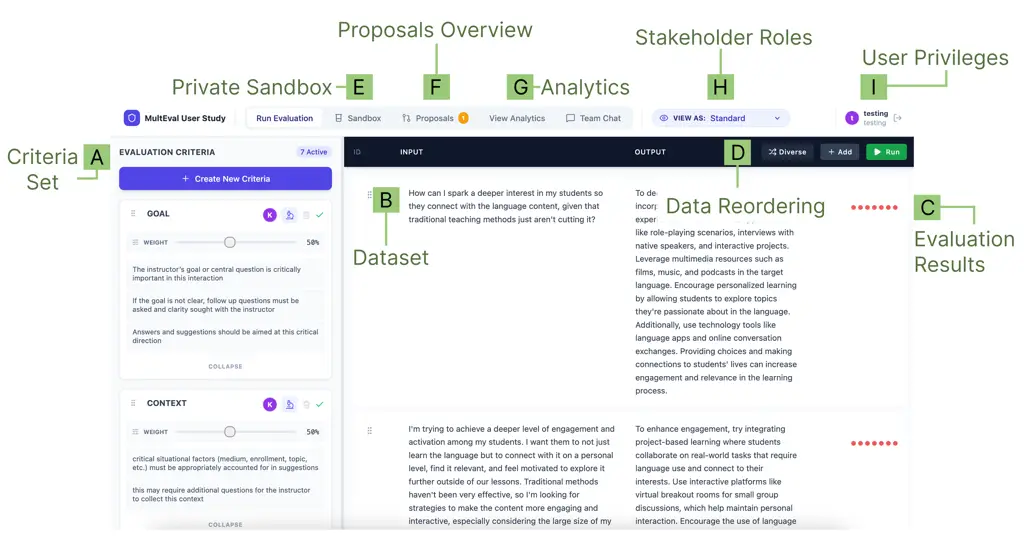 Proposals Overview
Stakeholder Roles
User Privileges
Private Sandbox E
F
G Analytics
H
I
MultEval User Study
Run Evaluation
Sandbox
Proposals
View Analytics
Team Chat
VIEW AS: Standard
t
testing
testing
Criteria A
Set
EVALUATION CRITERIA
7 Active
+ Create New Criteria
ID
INPUT
OUTPUT
D
Diverse
+ Add
Run
GOAL
K
WEIGHT
50%
The instructor's goal or central question is critically
important in this interaction
If the goal is not clear, follow up questions must be
asked and clarity sought with the instructor
Answers and suggestions should be aimed at this critical
direction
COLLAPSE
CONTEXT
K
WEIGHT
50%
critical situational factors (medium, enrollment, topic,
etc.) must be appropriately accounted for in suggestions
this may require additional questions for the instructor
to collect this context
COLLAPSE
B
Dataset
How can I spark a deeper interest in my students so
they connect with the language content, given that
traditional teaching methods just aren't cutting it?
To de
incorp
experi
Data Reordering
like role-playing scenarios, interviews with
native speakers, and interactive projects.
Leverage multimedia resources such as
films, music, and podcasts in the target
language. Encourage personalized learning
by allowing students to explore topics
they're passionate about in the language.
Additionally, use technology tools like
language apps and online conversation
exchanges. Providing choices and making
connections to students' lives can increase
engagement and relevance in the learning
process.
C
Evaluation
Results
I'm trying to achieve a deeper level of engagement and
activation among my students. I want them to not just
learn the language but to connect with it on a personal
level, find it relevant, and feel motivated to explore it
further outside of our lessons. Traditional methods
haven't been very effective, so I'm looking for
strategies to make the content more engaging and
interactive, especially considering the large size of my
To enhance engagement, try integrating
project-based learning where students
collaborate on real-world tasks that require
language use and connect to their
interests. Use interactive platforms like
virtual breakout rooms for small group
discussions, which help maintain personal
interaction. Encourage the use of language